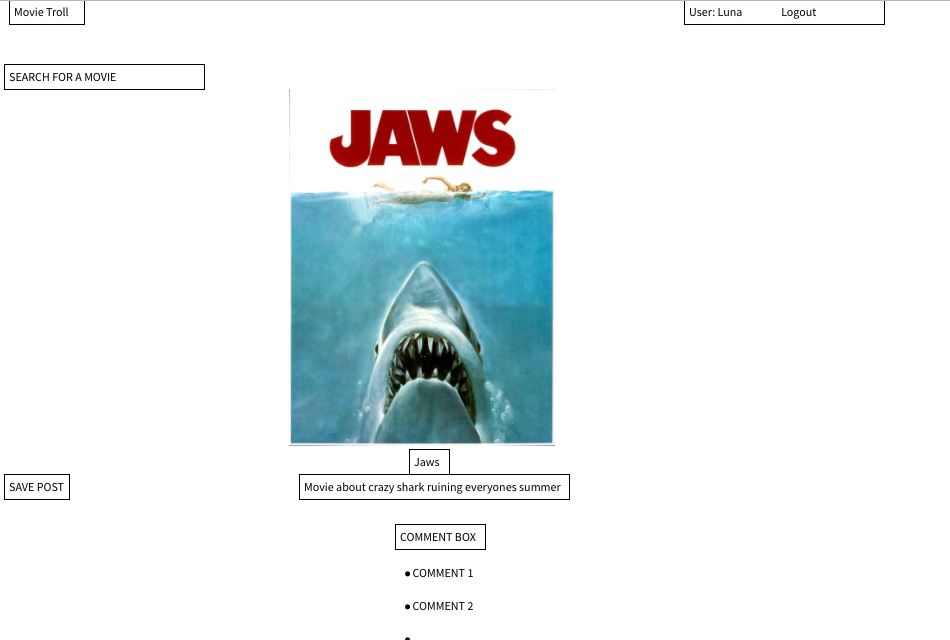 Movie Troll
User: Luna Logout
SEARCH FOR A MOVIE
JAWS
Jaws
SAVE POST
Movie about crazy shark ruining everyones summer
COMMENT BOX
COMMENT 1
COMMENT 2